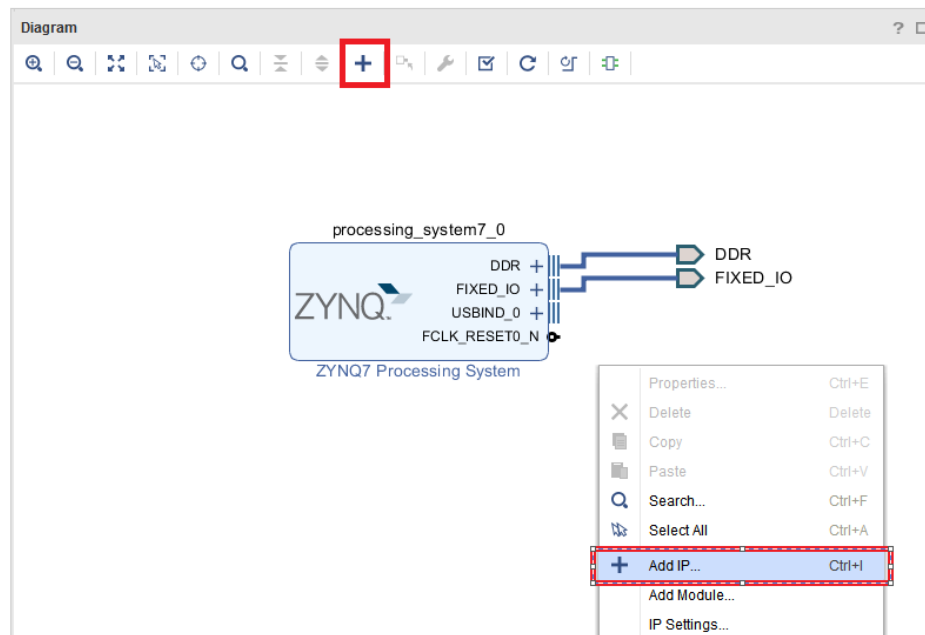 Diagram
?
processing_system7_0
DDR
FIXED_IO
USBIND_0
FCLK_RESET0_N
ZYNQ.
ZYNQ7 Processing System
DDR
FIXED_IO
Properties... Ctrl+E
Delete Delete
Copy Ctrl+C
Paste Ctrl+V
Search... Ctrl+F
Select All Ctrl+A
Add IP... Ctrl+I
Add Module...
IP Settings...